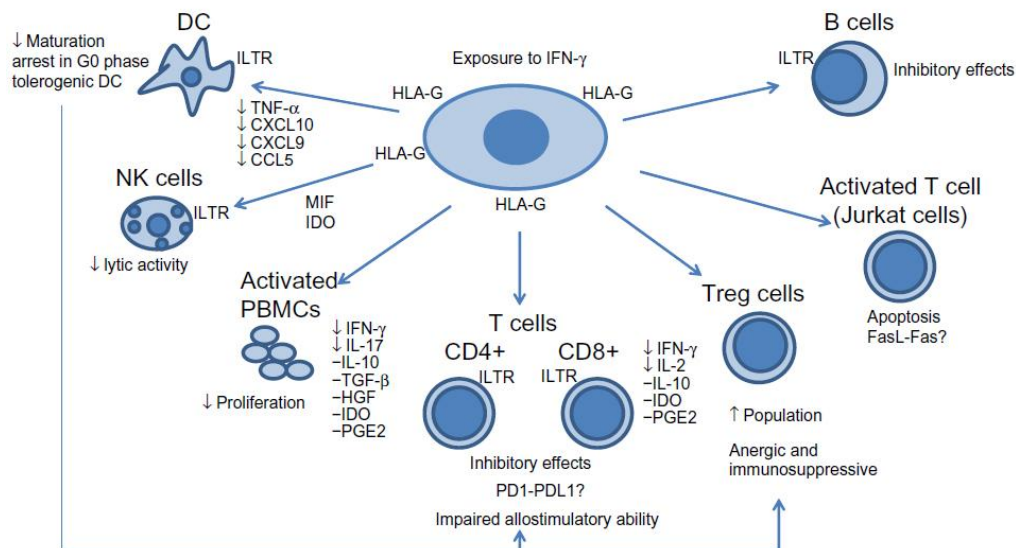 DC
↓ Maturation
arrest in G0 phase
tolerogenic DC
ILTR
↓ TNF-α
↓ CXCL10
↓ CXCL9
↓ CCL5
Exposure to IFN-γ
HLA-G
HLA-G
HLA-G
HLA-G
B cells
ILTR
Inhibitory effects
NK cells
ILTR
↓ lytic activity
MIF
IDO
Activated T cell
(Jurkat cells)
Apoptosis
FasL-Fas?
Activated
PBMCs
↓ Proliferation
↓ IFN-γ
↓ IL-17
−IL-10
−TGF-β
−HGF
−IDO
−PGE2
T cells
CD4+
CD8+
ILTR
ILTR
↓ IFN-γ
↓ IL-2
−IL-10
−IDO
−PGE2
Inhibitory effects
PD1-PDL1?
Impaired allostimulatory ability
Treg cells
↑ Population
Anergic and
immunosuppressive